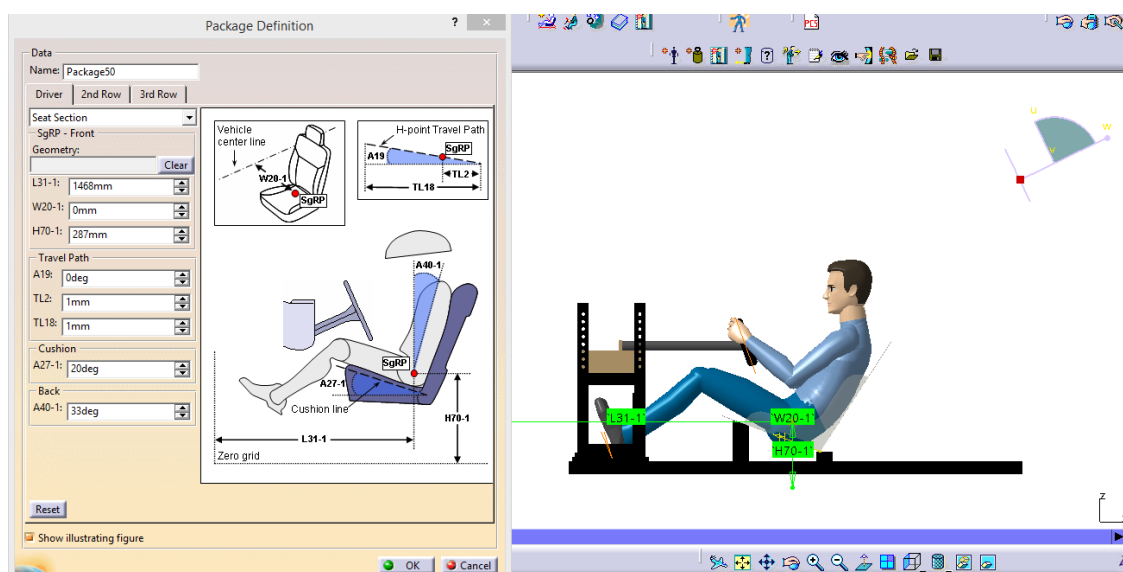 Package Definition
?
Data
Name: Package50
Driver 2nd Row 3rd Row
Seat Section
SgRP - Front
Geometry:
Clear
L31-1: 1468mm
W20-1: 0mm
H70-1: 287mm
Travel Path
A19: 0deg
TL2: 1mm
TL18: 1mm
Cushion
A27-1: 20deg
Back
A40-1: 33deg
Vehicle
center line
W20-1
SgRP
H-point Travel Path
SgRP
A19
TL2
TL18
A40-1
SgRP
A27-1
Cushion line
H70-1
L31-1
Zero grid
Reset
Show illustrating figure
OK Cancel
PCS
u
w
v
`L31-1`
`W20-1`
`H70-1`
z